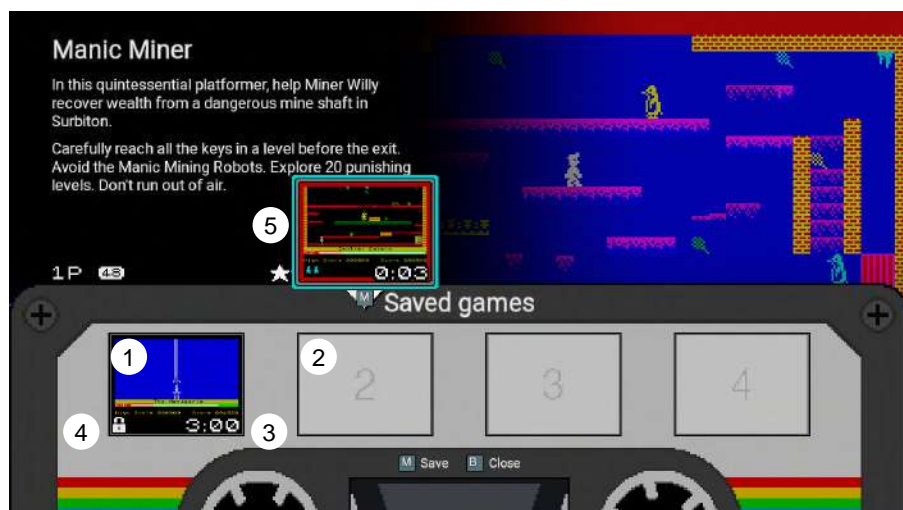 Manic Miner
In this quintessential platformer, help Miner Willy
recover wealth from a dangerous mine shaft in
Surbiton.
Carefully reach all the keys in a level before the exit.
Avoid the Manic Mining Robots. Explore 20 punishing
levels. Don't run out of air.
5
1P 48
0:03
M Saved games
1
2
2
3
4
4
3:00
3
M Save B Close